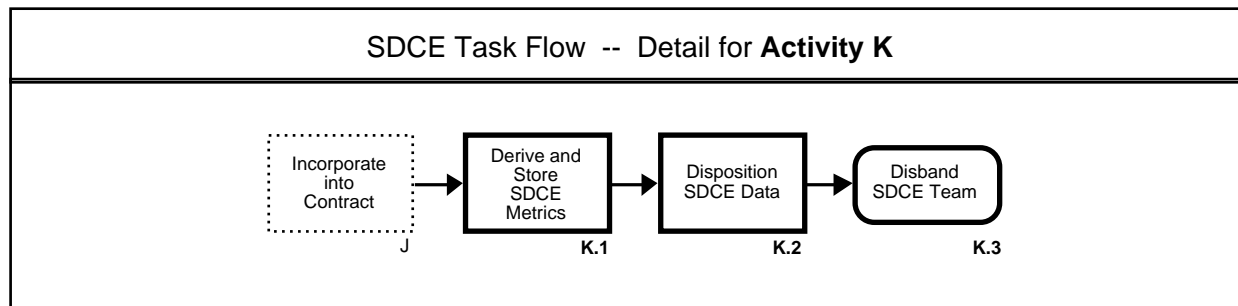 SDCE Task Flow -- Detail for Activity K
Incorporate
into
Contract
J
Derive and
Store
SDCE
Metrics
K.1
Disposition
SDCE Data
K.2
Disband
SDCE Team
K.3